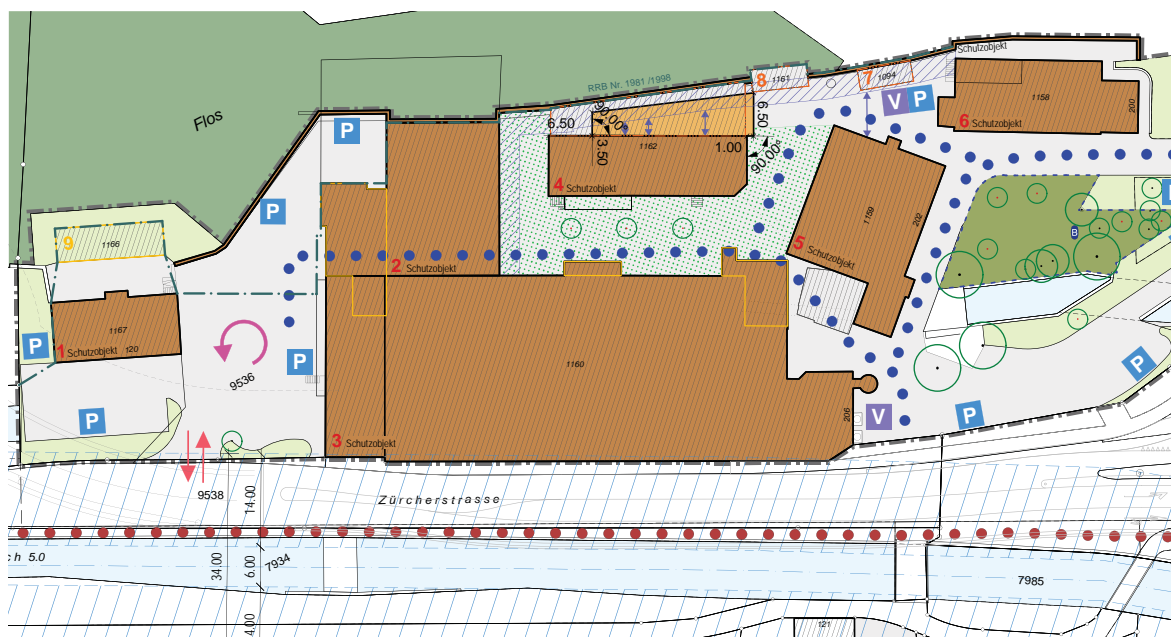 Flos
RRB Nr. 1981 /1998
8
1161
7
1094
Schutzobjekt
1158
200
6 Schutzobjekt
V
P
P
P
6.50
90.00°
3.50
1162
1.00
6.50
90.00°
4 Schutzobjekt
1159
202
5 Schutzobjekt
B
9
1166
2 Schutzobjekt
1167
1 Schutzobjekt 120
P
P
P
9536
1160
206
3 Schutzobjekt
V
P
P
9538
14.00
Zürcherstrasse
ch 5.0
34.00
6.00
7934
7985
4.00
121